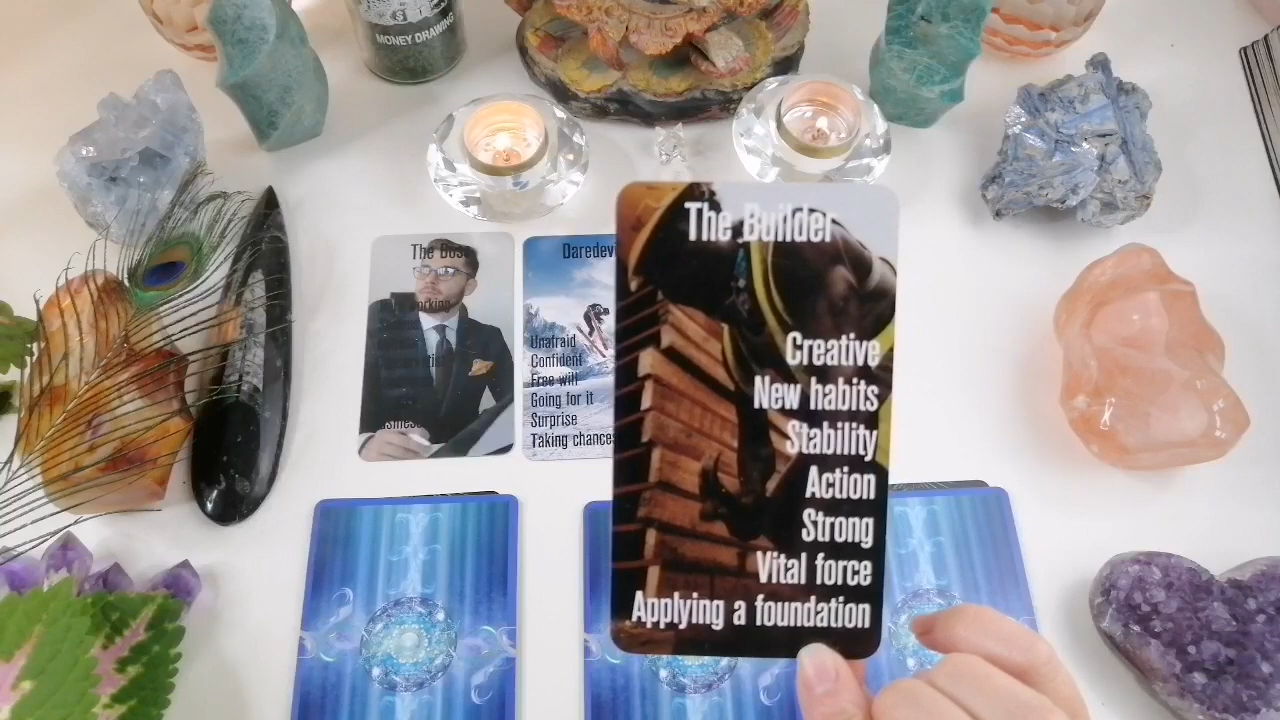 $
MONEY DRAWING
The Builder
Creative
New habits
Stability
Action
Strong
Vital force
Applying a foundation
The Boss
Unafraid
Confident
Free will
Going for it
Surprise
Taking chances